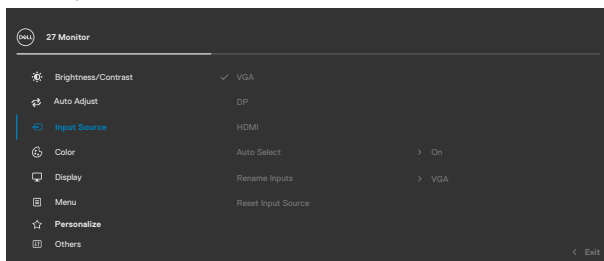 DELL 27 Monitor
Brightness/Contrast ✓ VGA
Auto Adjust DP
Input Source HDMI
Color Auto Select > On
Display Rename Inputs > VGA
Menu Reset Input Source
Personalize
Others
< Exit